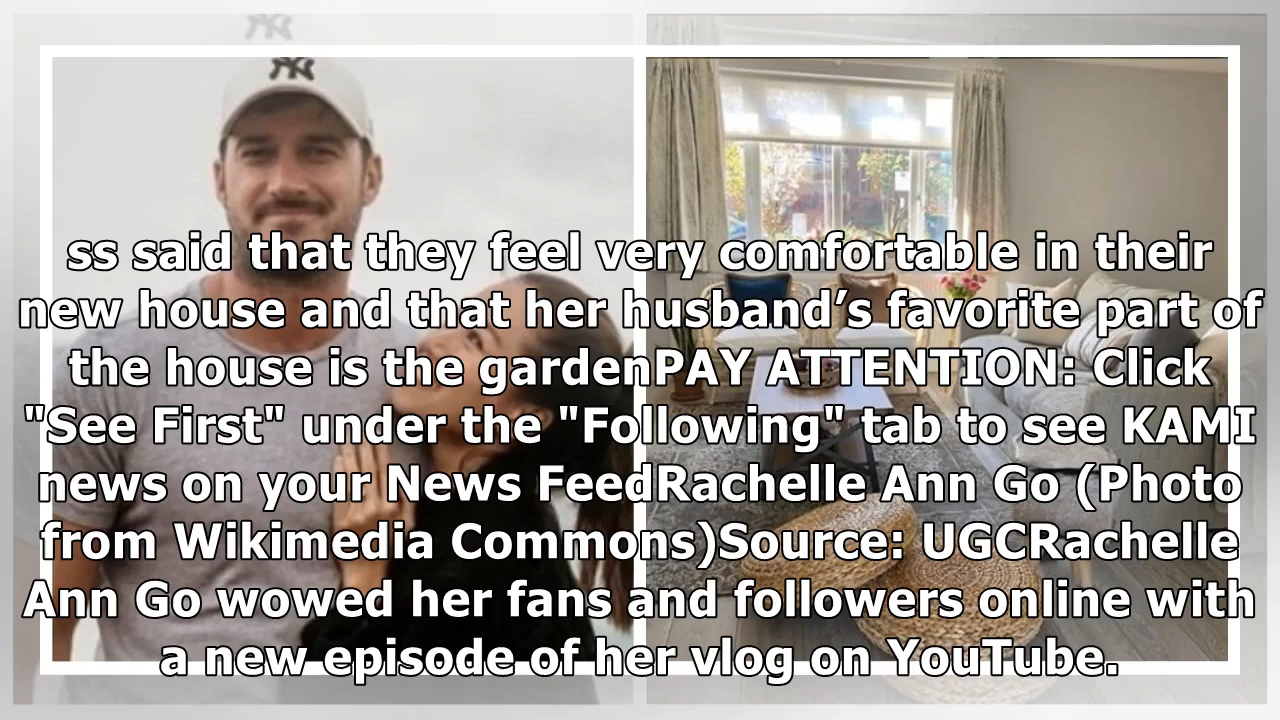 NY
ss said that they feel very comfortable in their
new house and that her husband’s favorite part of
the house is the gardenPAY ATTENTION: Click
"See First" under the "Following" tab to see KAMI
news on your News FeedRachelle Ann Go (Photo
from Wikimedia Commons)Source: UGCRachelle
Ann Go wowed her fans and followers online with
a new episode of her vlog on YouTube.